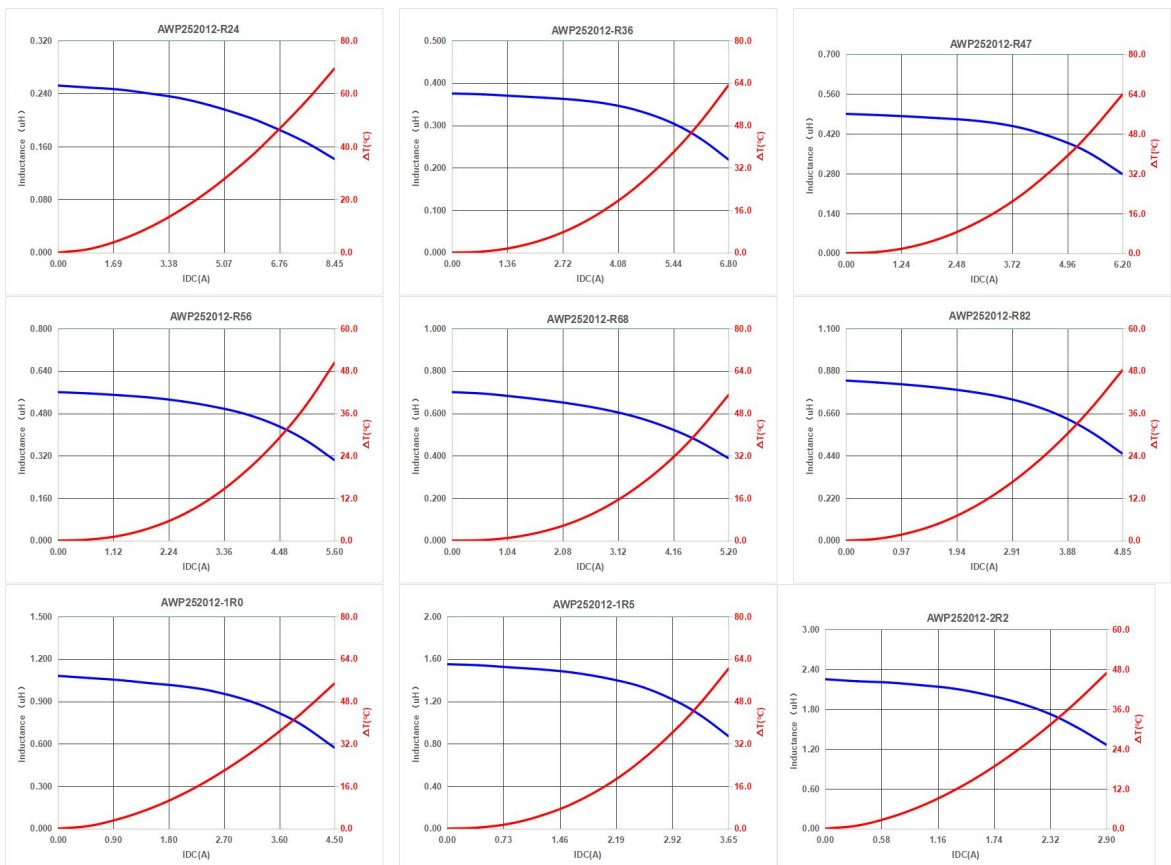 AWP252012-R24
0.320
0.240
0.160
0.080
0.000
80.0
60.0
40.0
20.0
0.0
Inductance (uH)
ΔT(ºC)
0.00 1.69 3.38 5.07 6.76 8.45
IDC(A)
AWP252012-R36
0.500
0.400
0.300
0.200
0.100
0.000
80.0
64.0
48.0
32.0
16.0
0.0
Inductance (uH)
ΔT(ºC)
0.00 1.36 2.72 4.08 5.44 6.80
IDC(A)
AWP252012-R47
0.700
0.560
0.420
0.280
0.140
0.000
80.0
64.0
48.0
32.0
16.0
0.0
Inductance (uH)
ΔT(ºC)
0.00 1.24 2.48 3.72 4.96 6.20
IDC(A)
AWP252012-R56
0.800
0.640
0.480
0.320
0.160
0.000
60.0
48.0
36.0
24.0
12.0
0.0
Inductance (uH)
ΔT(ºC)
0.00 1.12 2.24 3.36 4.48 5.60
IDC(A)
AWP252012-R68
1.000
0.800
0.600
0.400
0.200
0.000
80.0
64.0
48.0
32.0
16.0
0.0
Inductance (uH)
ΔT(ºC)
0.00 1.04 2.08 3.12 4.16 5.20
IDC(A)
AWP252012-R82
1.100
0.880
0.660
0.440
0.220
0.000
60.0
48.0
36.0
24.0
12.0
0.0
Inductance (uH)
ΔT(ºC)
0.00 0.97 1.94 2.91 3.88 4.85
IDC(A)
AWP252012-1R0
1.500
1.200
0.900
0.600
0.300
0.000
80.0
64.0
48.0
32.0
16.0
0.0
Inductance (uH)
ΔT(ºC)
0.00 0.90 1.80 2.70 3.60 4.50
IDC(A)
AWP252012-1R5
2.00
1.60
1.20
0.80
0.40
0.00
80.0
64.0
48.0
32.0
16.0
0.0
Inductance (uH)
ΔT(ºC)
0.00 0.73 1.46 2.19 2.92 3.65
IDC(A)
AWP252012-2R2
3.00
2.40
1.80
1.20
0.60
0.00
60.0
48.0
36.0
24.0
12.0
0.0
Inductance (uH)
ΔT(ºC)
0.00 0.58 1.16 1.74 2.32 2.90
IDC(A)